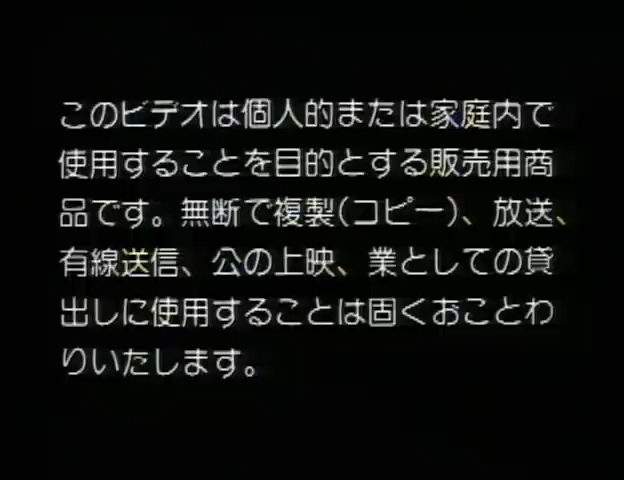 このビデオは個人的または家庭内で
使用することを目的とする販売用商
品です。無断で複製(コピー)、放送、
有線送信、公の上映、業としての貸
出しに使用することは固くおことわ
りいたします。